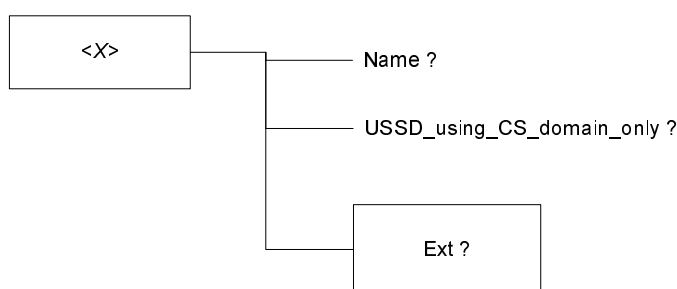 <X>
Name ?
USSD_using_CS_domain_only ?
Ext ?